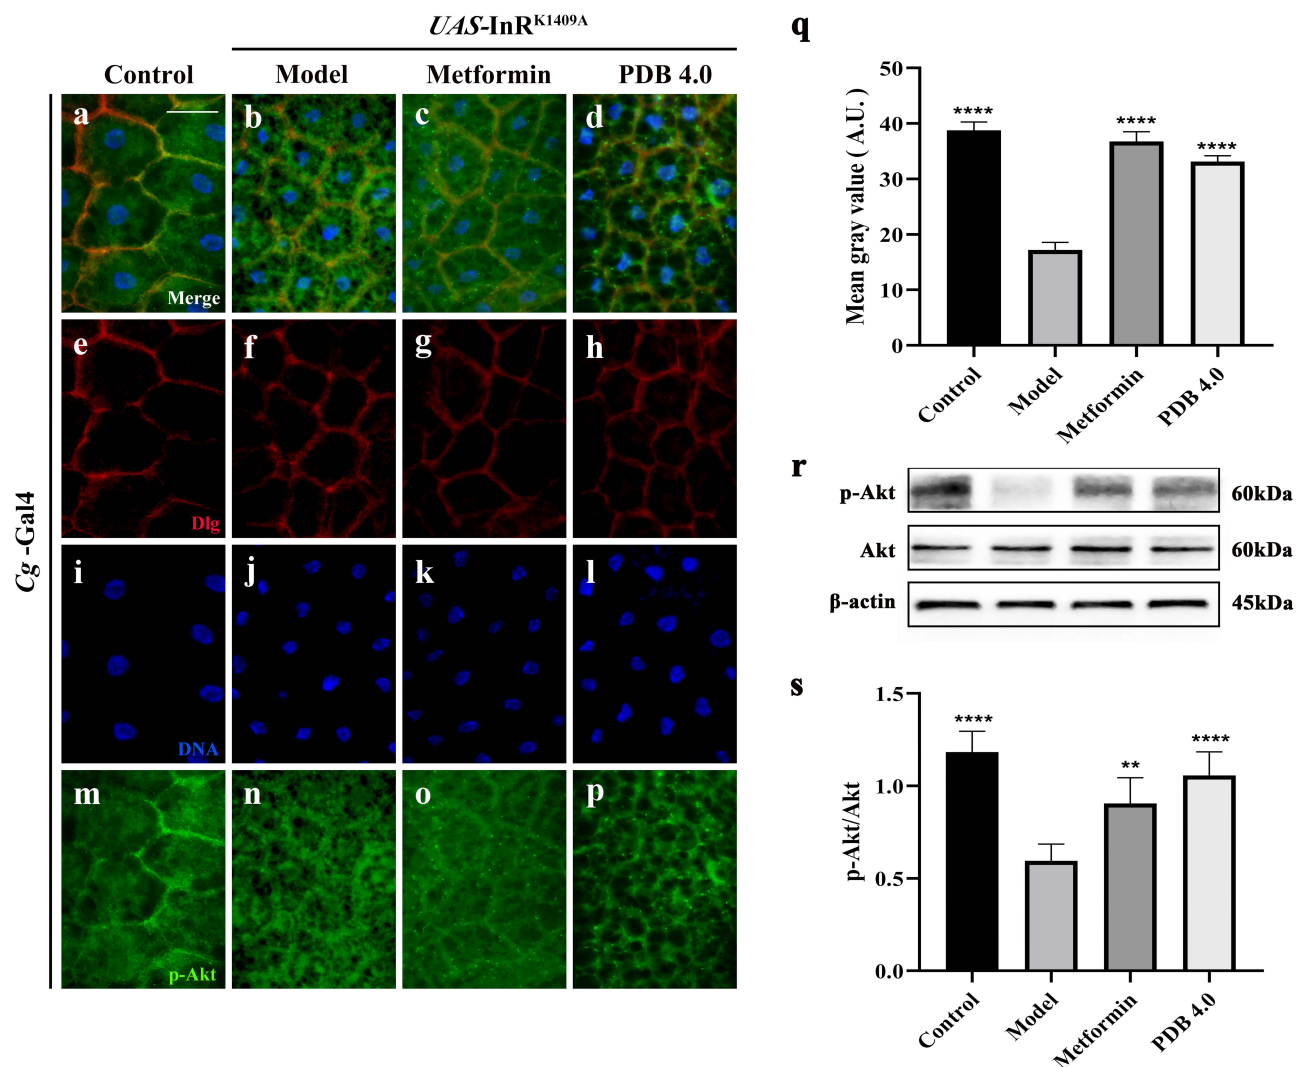 UAS-InRK1409A
Control Model Metformin PDB 4.0
Cg -Gal4
a b c d
Merge
e f g h
Dlg
i j k l
DNA
m n o p
p-Akt
q
Mean gray value ( A.U. )
50
40
30
20
10
0
**** **** ****
Control Model Metformin PDB 4.0
r
p-Akt 60kDa
Akt 60kDa
β-actin 45kDa
s
p-Akt/Akt
1.5
1.0
0.5
0.0
**** ** ****
Control Model Metformin PDB 4.0